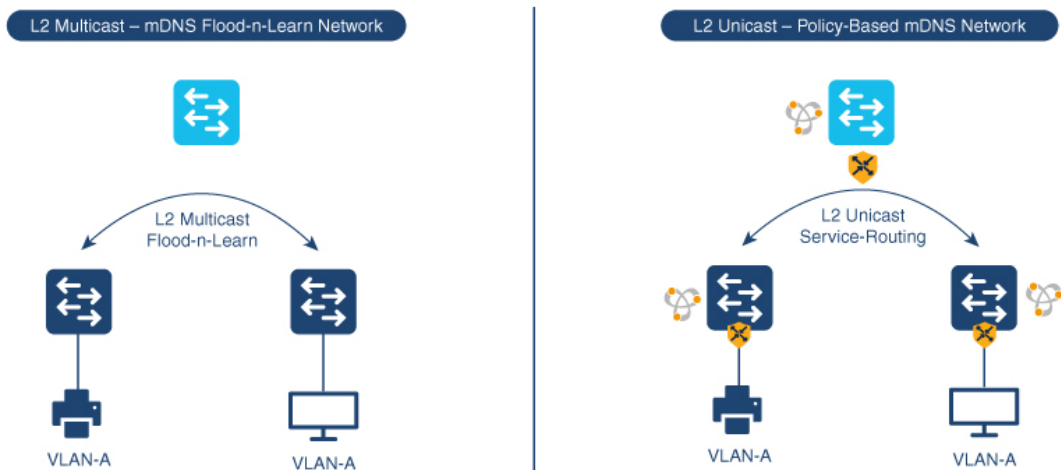 L2 Multicast – mDNS Flood-n-Learn Network
L2 Multicast
Flood-n-Learn
VLAN-A
VLAN-A
L2 Unicast – Policy-Based mDNS Network
L2 Unicast
Service-Routing
VLAN-A
VLAN-A